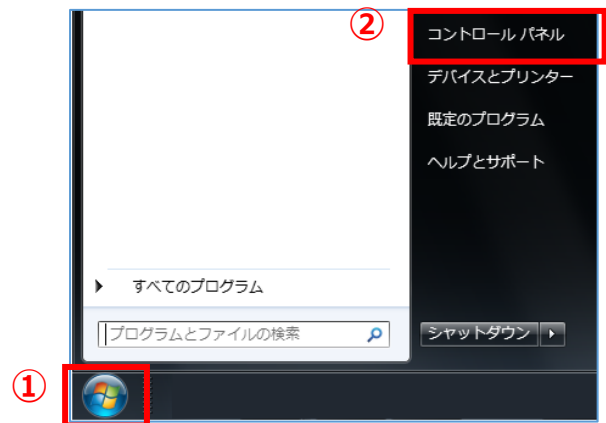 ②
コントロール パネル
デバイスとプリンター
既定のプログラム
ヘルプとサポート
すべてのプログラム
プログラムとファイルの検索
シャットダウン
①